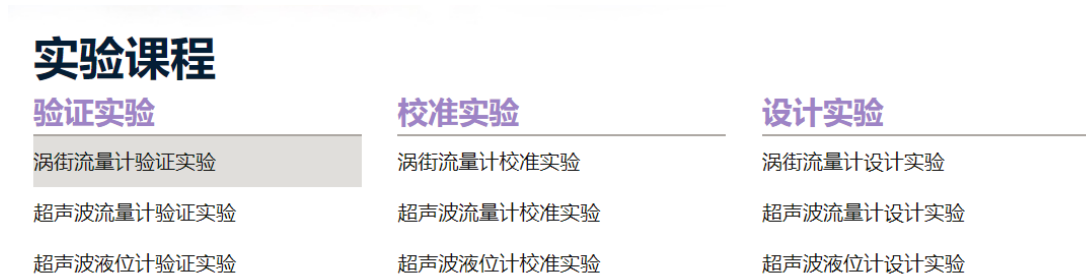 实验课程
验证实验
涡街流量计验证实验
超声波流量计验证实验
超声波液位计验证实验
校准实验
涡街流量计校准实验
超声波流量计校准实验
超声波液位计校准实验
设计实验
涡街流量计设计实验
超声波流量计设计实验
超声波液位计设计实验